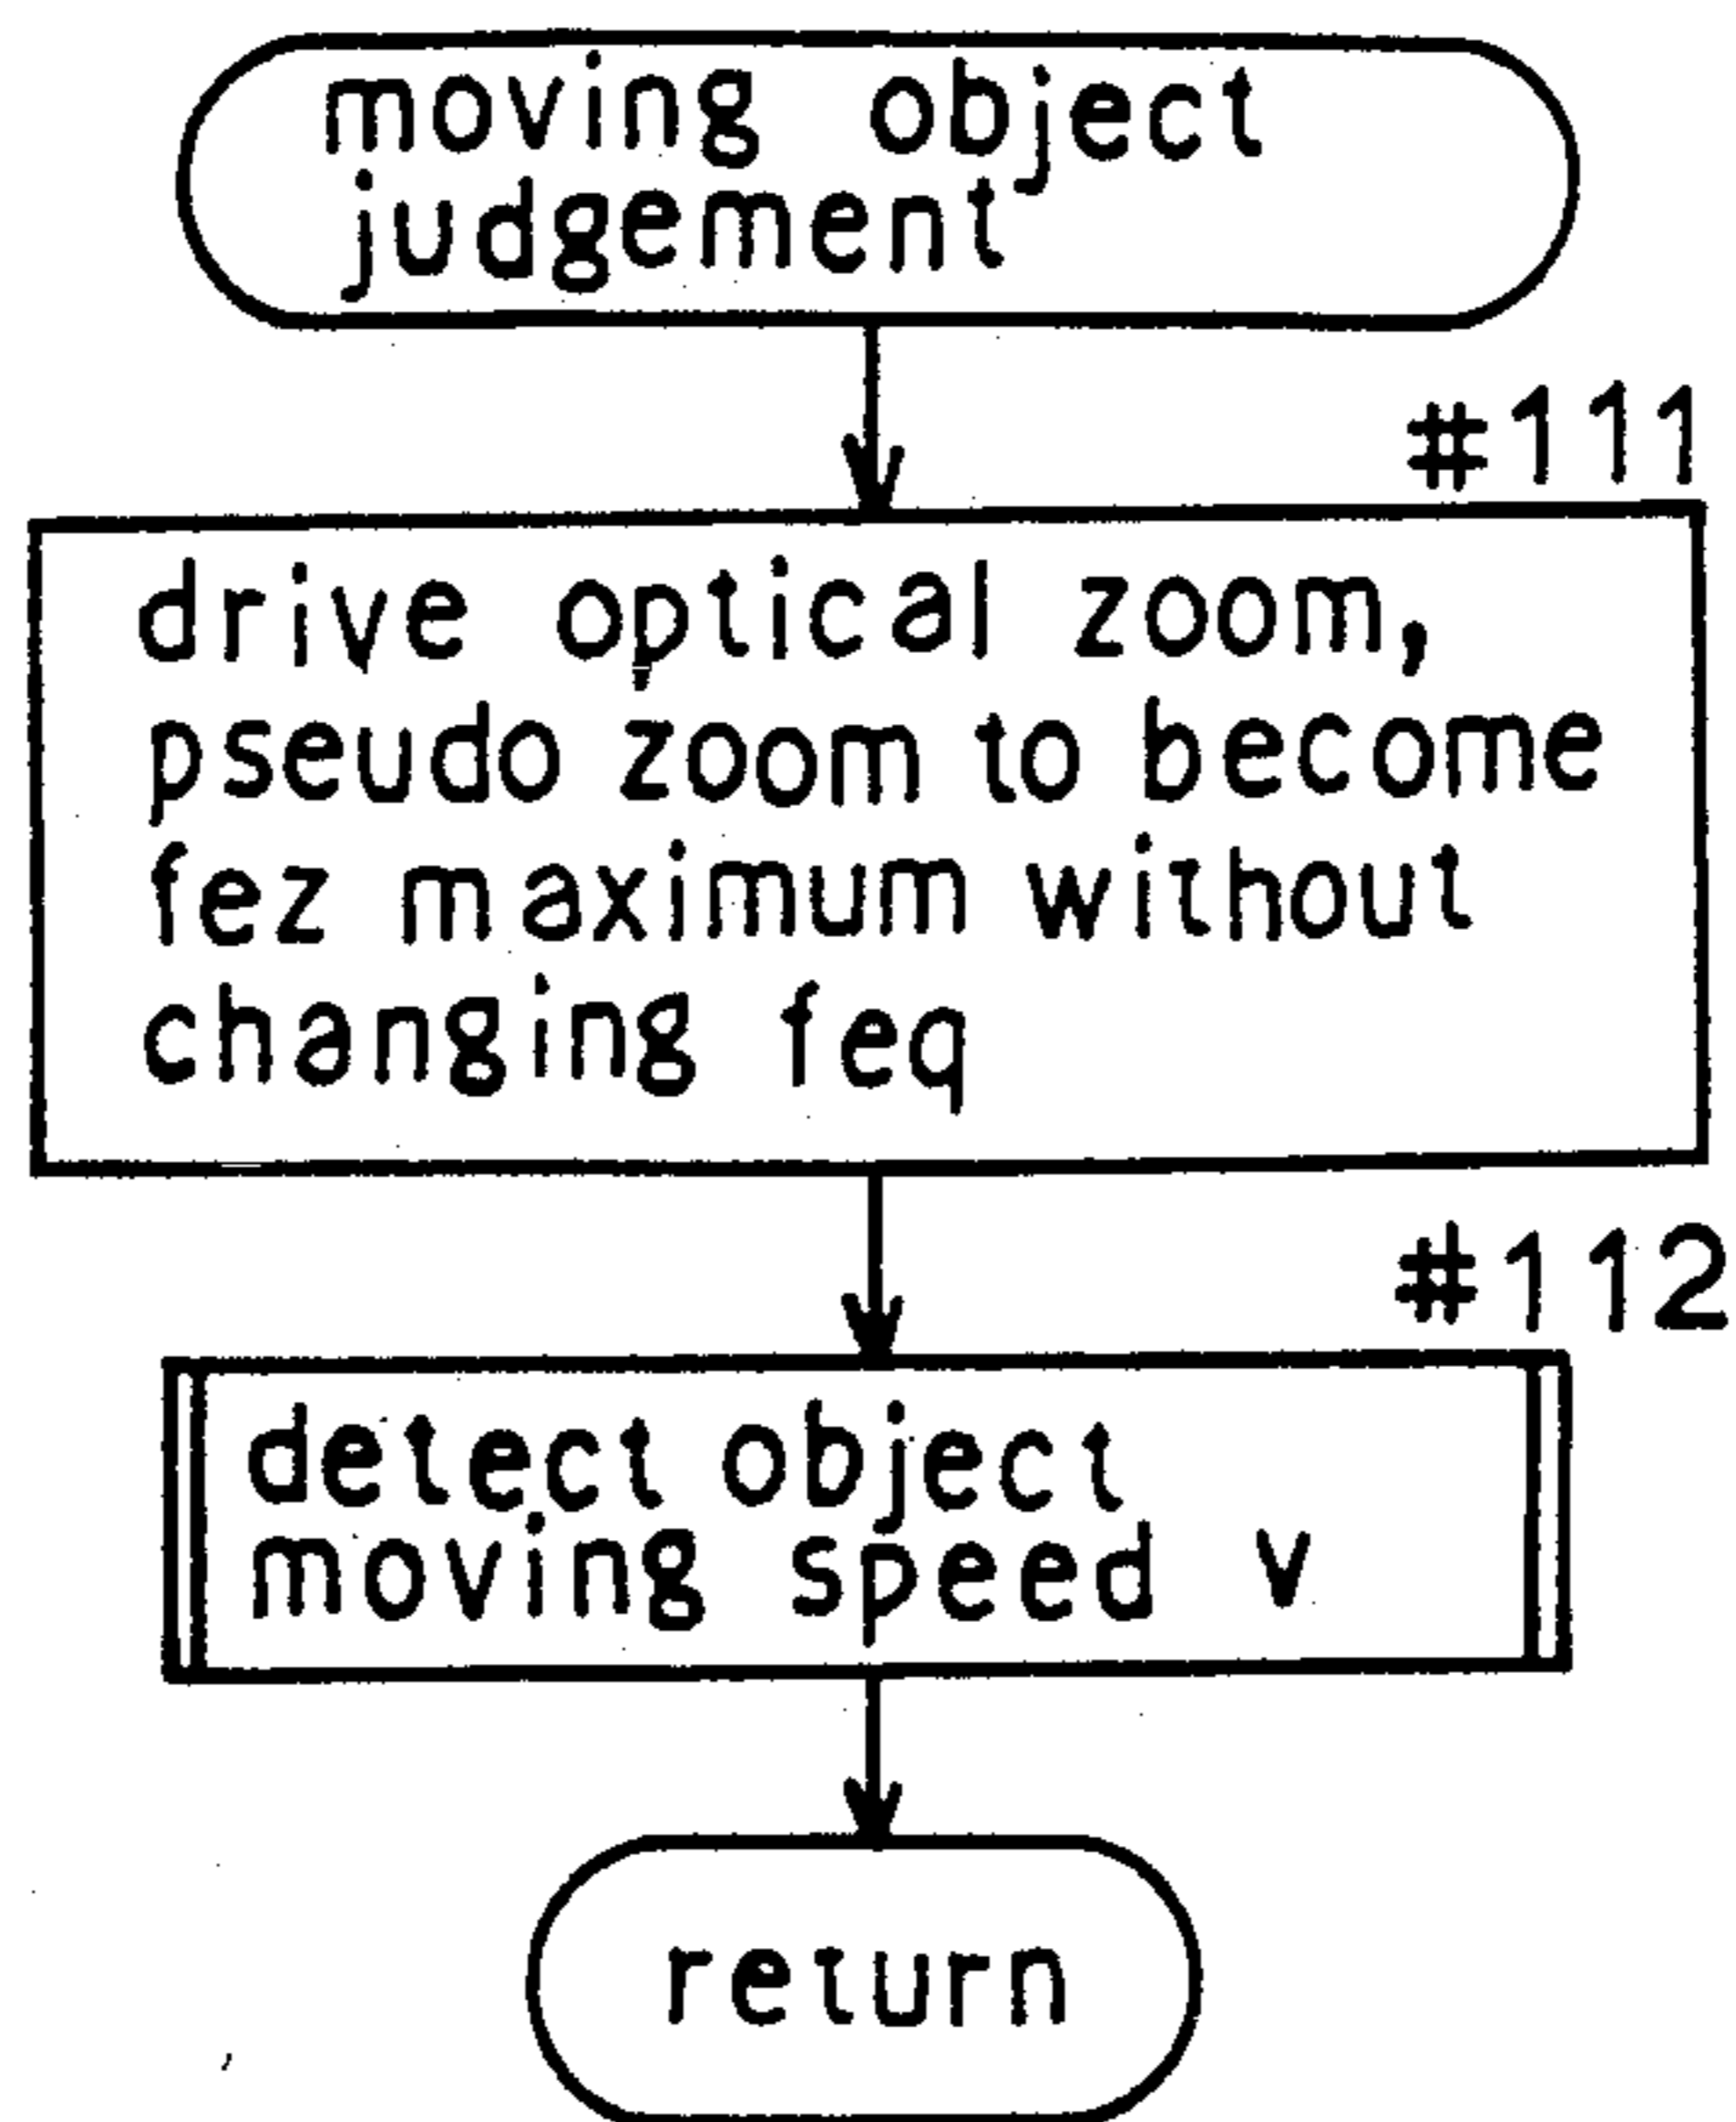 moving object
judgement
#111
drive optical zoom,
pseudo zoom to become
fez maximum without
changing feq
#112
detect object
moving speed v
return